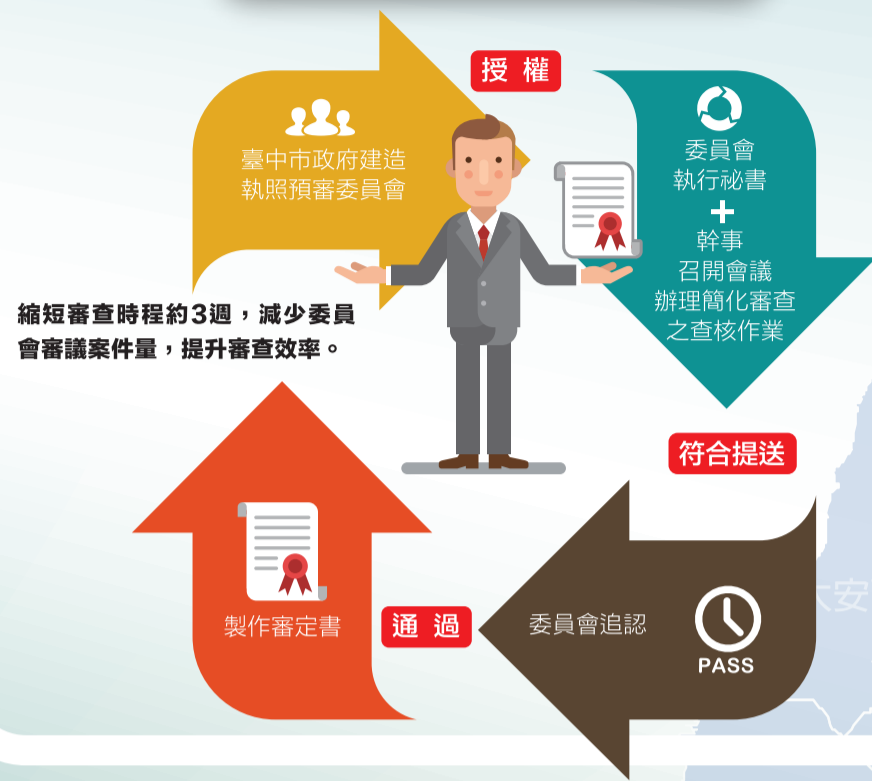 授權
臺中市政府建造
執照預審委員會
委員會
執行祕書
+
幹事
召開會議
辦理簡化審查
之查核作業
縮短審查時程約3週，減少委員
會審議案件量，提升審查效率。
符合提送
委員會追認
PASS
通過
製作審定書
大安